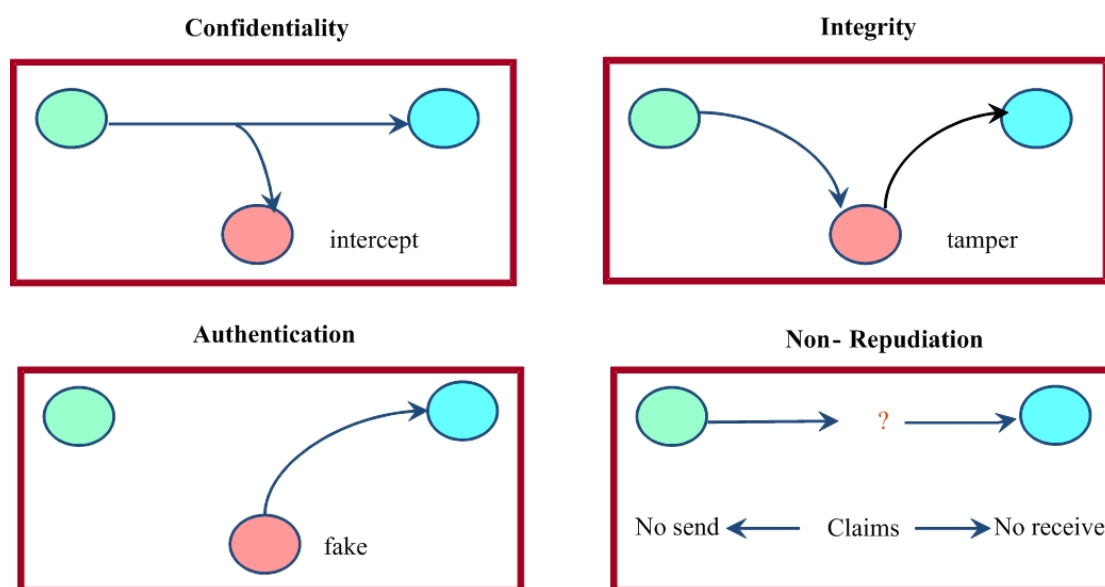 Confidentiality
Integrity
intercept
tamper
Authentication
Non- Repudiation
?
No send
Claims
No receive
fake